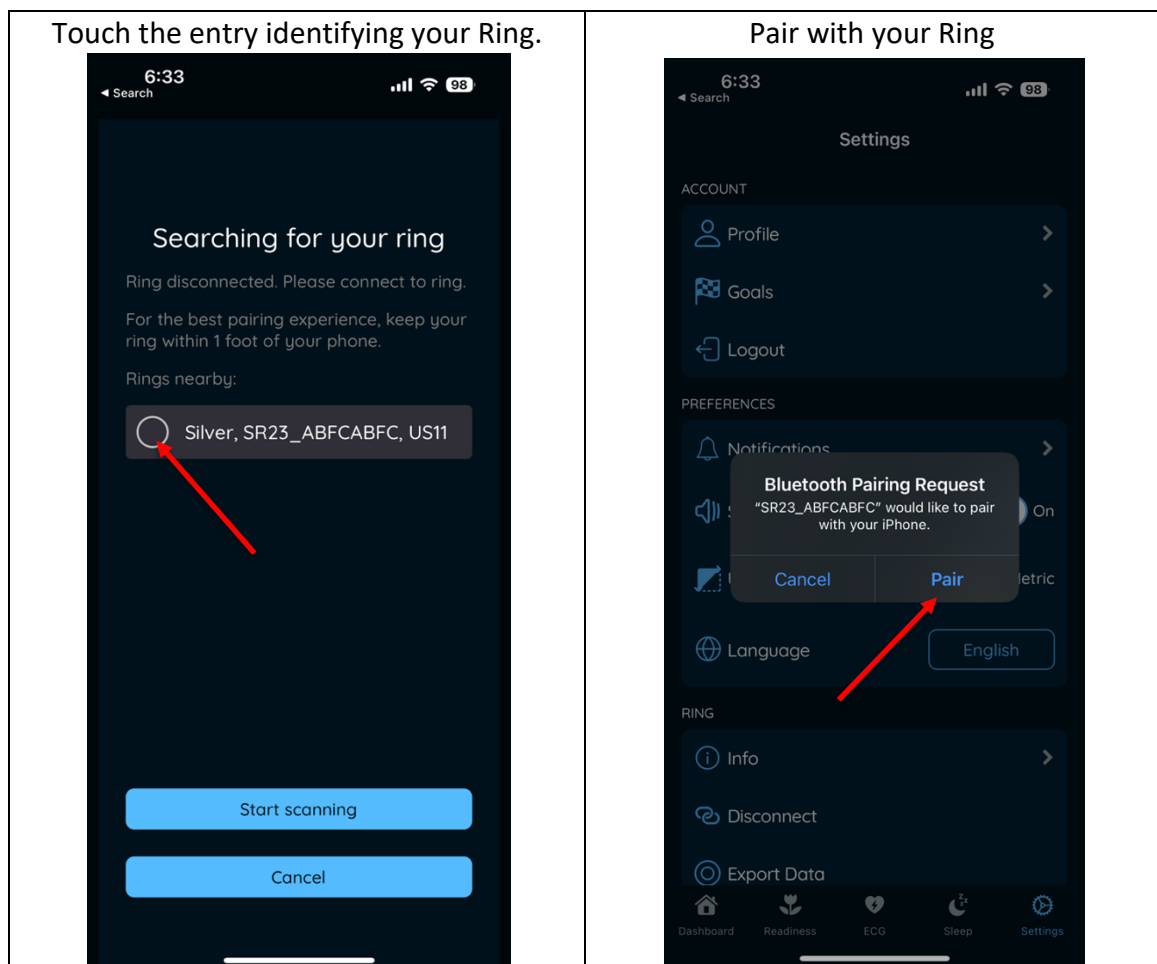 Touch the entry identifying your Ring.
6:33
98
◀ Search
Searching for your ring
Ring disconnected. Please connect to ring.
For the best pairing experience, keep your
ring within 1 foot of your phone.
Rings nearby:
Silver, SR23_ABFCABFC, US11
Start scanning
Cancel
Pair with your Ring
6:33
98
◀ Search
Settings
ACCOUNT
Profile
Goals
Logout
PREFERENCES
Notifications
Bluetooth Pairing Request
"SR23_ABFCABFC" would like to pair
with your iPhone.
On
Cancel Pair
Language English
RING
Info
Disconnect
Export Data
Dashboard Readiness ECG Sleep Settings